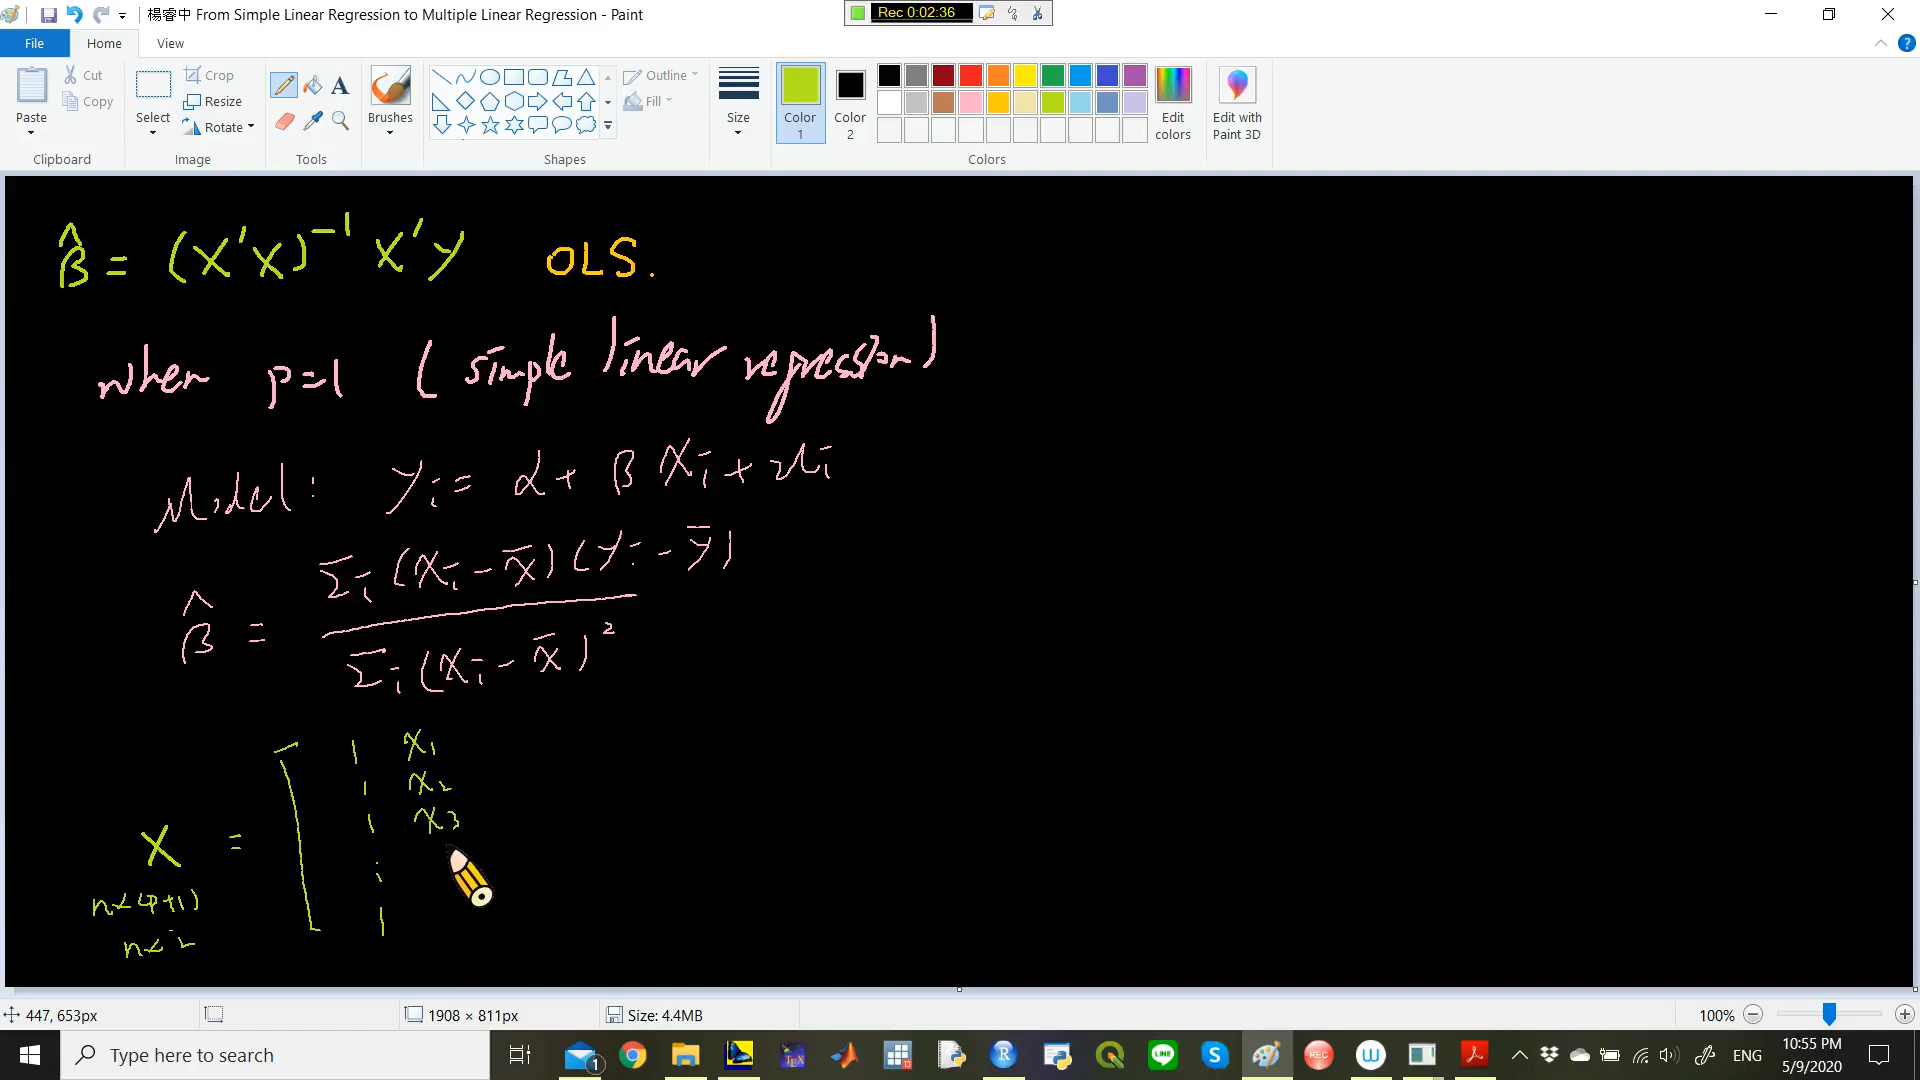 楊睿中 From Simple Linear Regression to Multiple Linear Regression - Paint
Rec 0:02:36
File Home View
Paste
Cut
Copy
Clipboard
Select
Crop
Resize
Rotate
Image
Tools
Brushes
Shapes
Outline
Fill
Size
Color 1
Color 2
Colors
Edit colors
Edit with Paint 3D
β̂ = (X'X)⁻¹ X'y OLS.
when p=1 (simple linear regression)
Model: yᵢ = α + β xᵢ + uᵢ
β̂ = Σᵢ(xᵢ - x̄)(yᵢ - ȳ)
Σᵢ(xᵢ - x̄)²
1 x₁
1 x₂
1 x₃
X = [ ⋮
n×(p+1) 1
n×2
447, 653px 1908 × 811px Size: 4.4MB 100%
Type here to search
ENG
10:55 PM
5/9/2020